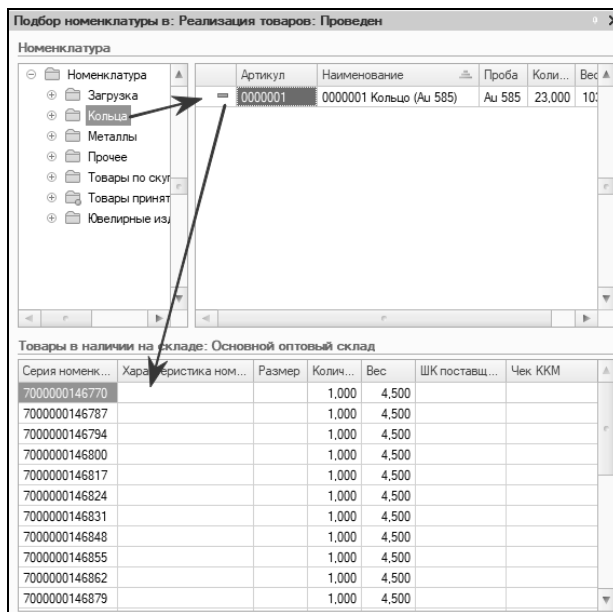 Подбор номенклатуры в: Реализация товаров: Проведен
Номенклатура
Номенклатура
Загрузка
Кольца
Металлы
Прочее
Товары по скуп
Товары принят
Ювелирные изд
Артикул Наименование Проба Коли... Вес
0000001 0000001 Кольцо (Au 585) Au 585 23,000 103
Товары в наличии на складе: Основной оптовый склад
Серия номенк... Характеристика ном... Размер Колич... Вес ШК поставщ... Чек ККМ
7000000146770 1,000 4,500
7000000146787 1,000 4,500
7000000146794 1,000 4,500
7000000146800 1,000 4,500
7000000146817 1,000 4,500
7000000146824 1,000 4,500
7000000146831 1,000 4,500
7000000146848 1,000 4,500
7000000146855 1,000 4,500
7000000146862 1,000 4,500
7000000146879 1,000 4,500